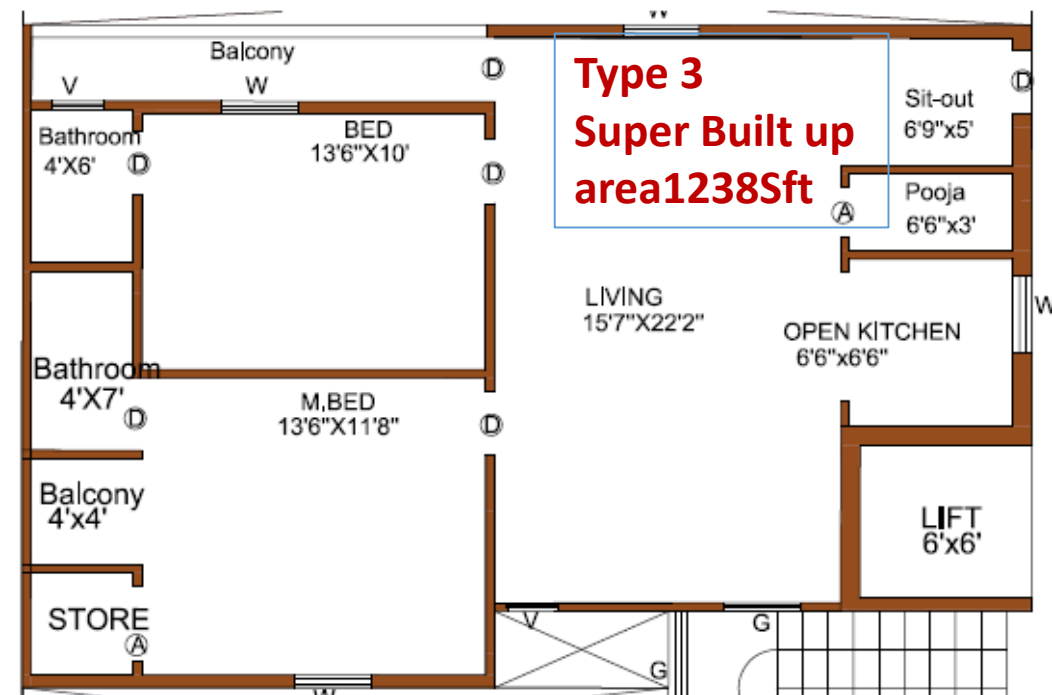 W
Balcony
D
Type 3
Super Built up
area1238Sft
D
Sit-out
6'9"x5'
V
W
Bathroom
4'X6'
D
BED
13'6"X10'
D
Pooja
6'6"x3'
A
LIVING
15'7"X22'2"
W
OPEN KITCHEN
6'6"x6'6"
Bathroom
4'X7'
D
M.BED
13'6"X11'8"
D
Balcony
4'x4'
LIFT
6'x6'
STORE
A
V
G
G
W